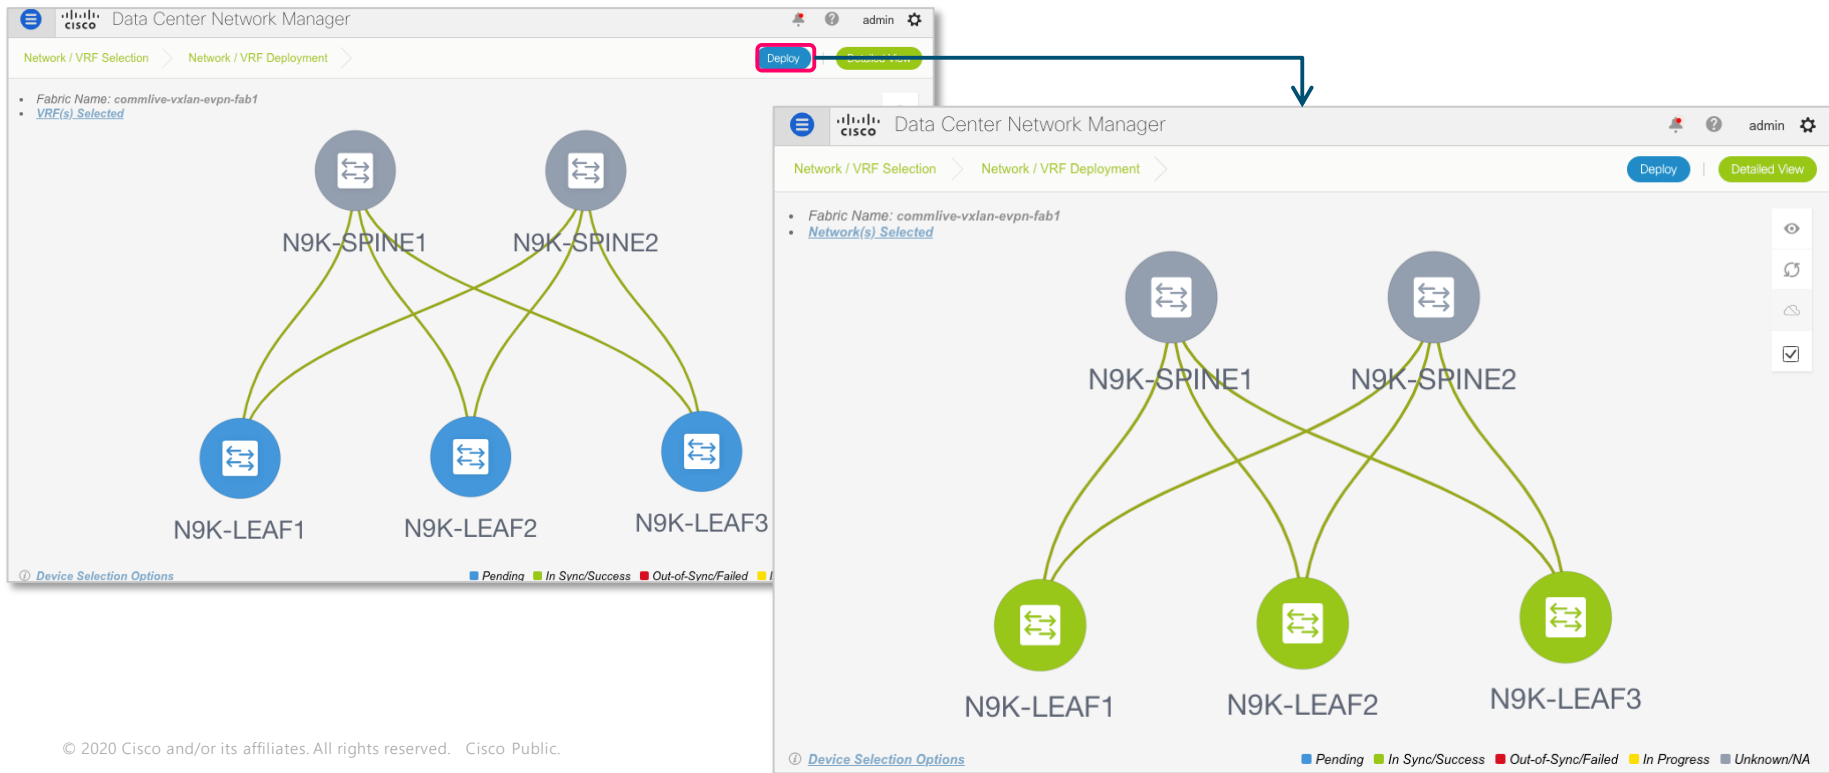 cisco Data Center Network Manager
? admin
Network / VRF Selection Network / VRF Deployment
Deploy Detailed View
Fabric Name: commlive-vxlan-evpn-fab1
VRF(s) Selected
N9K-SPINE1 N9K-SPINE2
N9K-LEAF1 N9K-LEAF2 N9K-LEAF3
i Device Selection Options
Pending In Sync/Success Out-of-Sync/Failed
cisco Data Center Network Manager
? admin
Network / VRF Selection Network / VRF Deployment
Deploy | Detailed View
Fabric Name: commlive-vxlan-evpn-fab1
Network(s) Selected
N9K-SPINE1 N9K-SPINE2
N9K-LEAF1 N9K-LEAF2 N9K-LEAF3
i Device Selection Options
Pending In Sync/Success Out-of-Sync/Failed In Progress Unknown/NA
© 2020 Cisco and/or its affiliates. All rights reserved. Cisco Public.